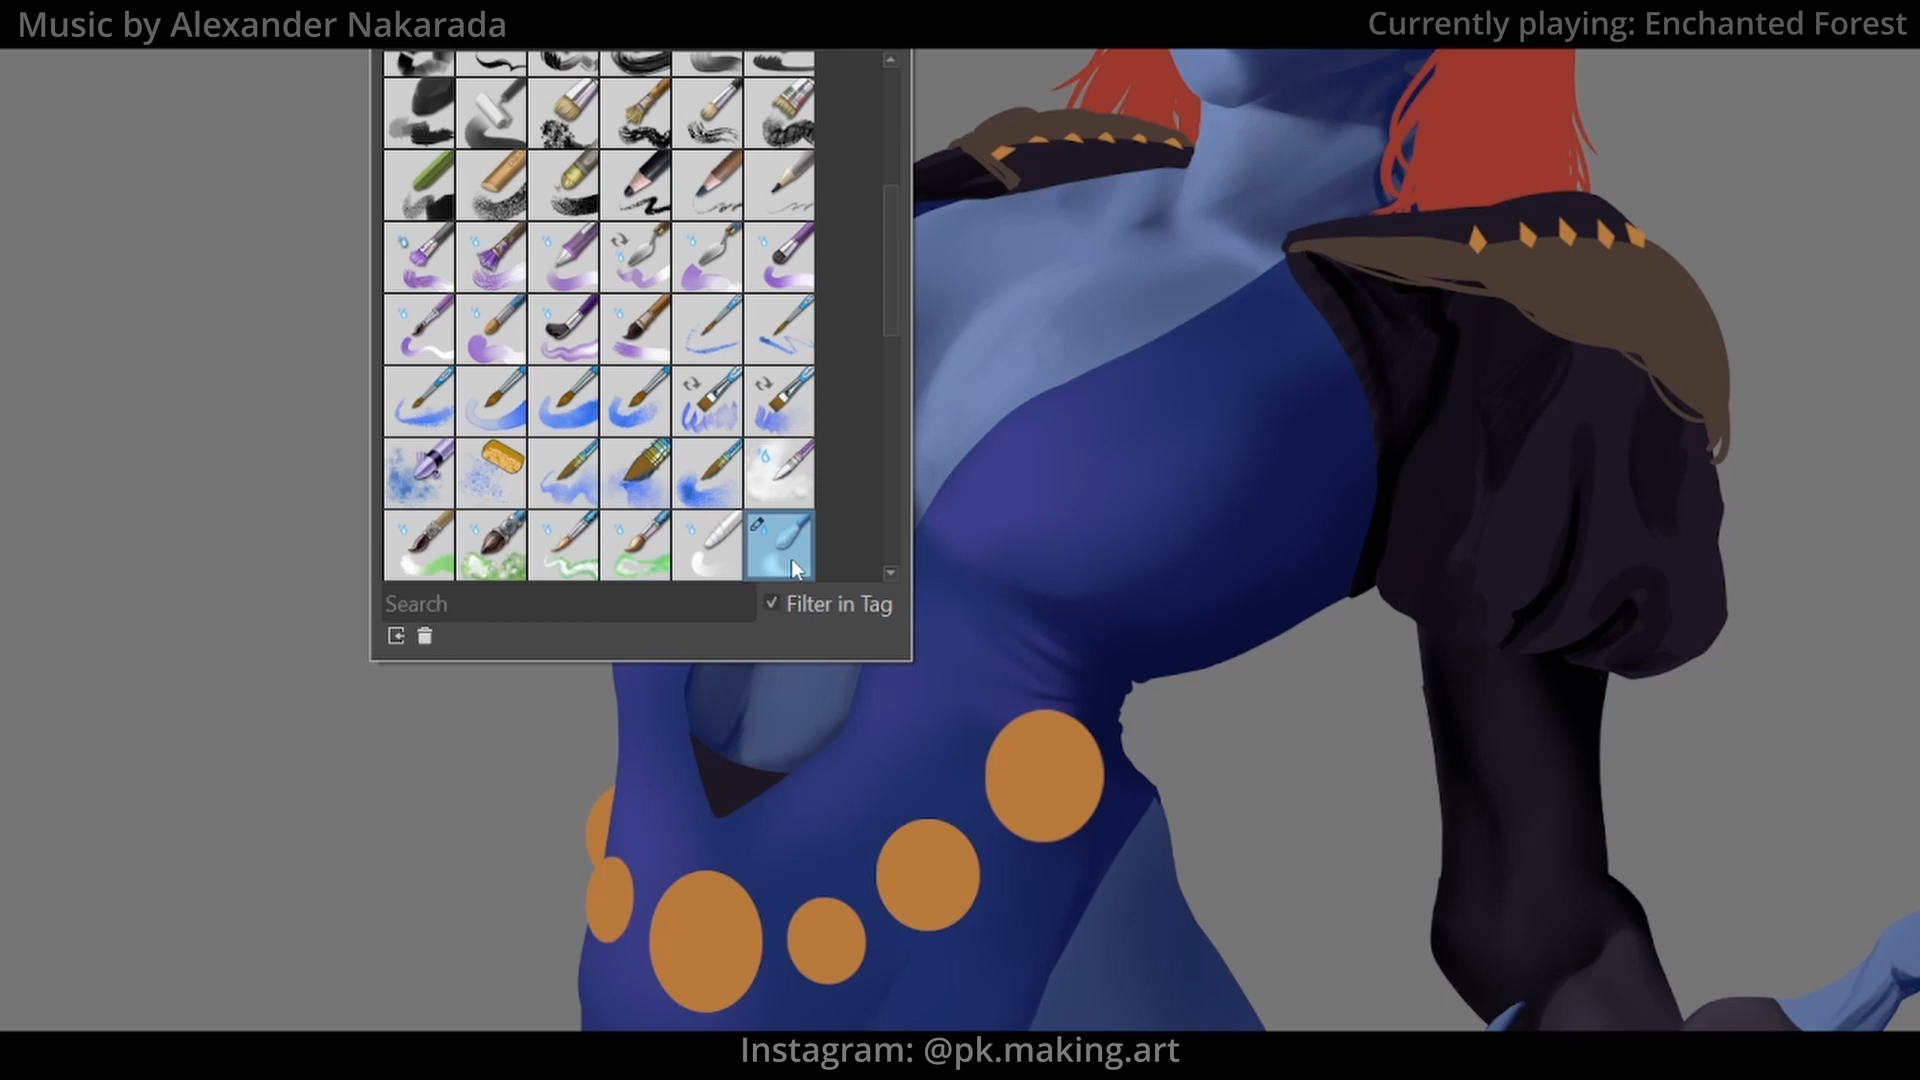 Music by Alexander Nakarada
Currently playing: Enchanted Forest
Search
Filter in Tag
Instagram: @pk.making.art